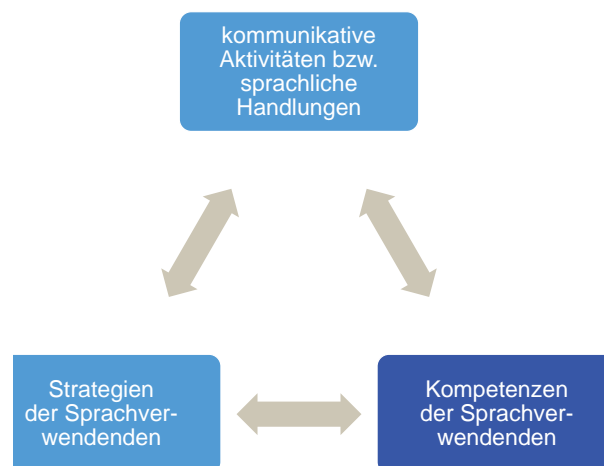 kommunikative
Aktivitäten bzw.
sprachliche
Handlungen
Strategien
der Sprachver-
wendenden
Kompetenzen
der Sprachver-
wendenden